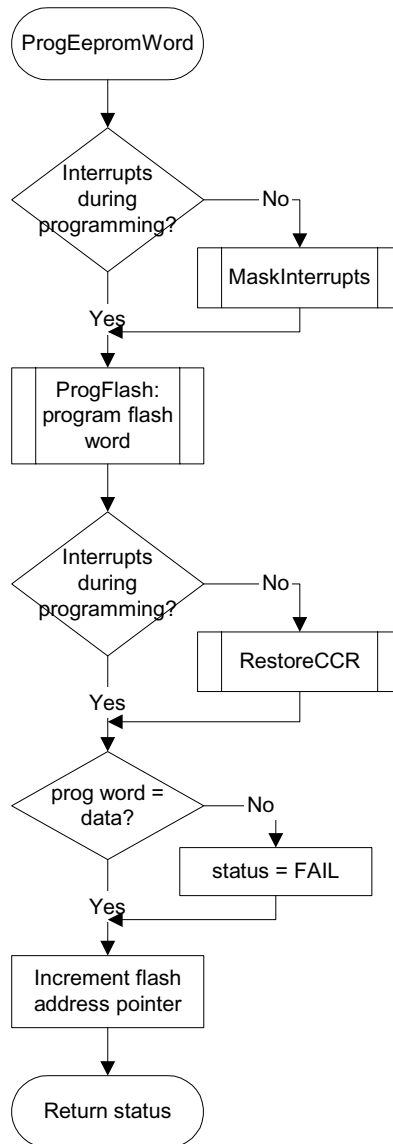 ProgEepromWord
Interrupts
during
programming?
No
MaskInterrupts
Yes
ProgFlash:
program flash
word
Interrupts
during
programming?
No
RestoreCCR
Yes
prog word =
data?
No
status = FAIL
Yes
Increment flash
address pointer
Return status